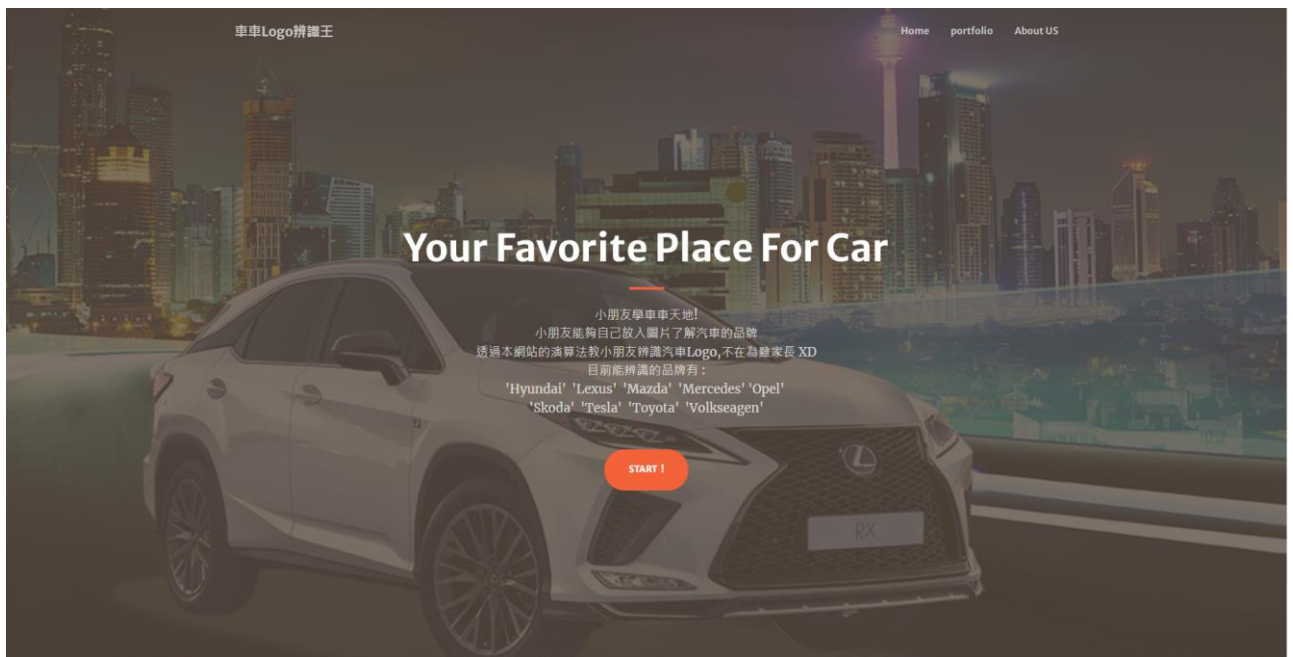 車車Logo辨識王
Home portfolio About US
Your Favorite Place For Car
小朋友學車車天地!
小朋友能夠自己放入圖片了解汽車的品牌
透過本網站的演算法教小朋友辨識汽車Logo,不在為難家長 XD
目前能辨識的品牌有 :
'Hyundai' 'Lexus' 'Mazda' 'Mercedes' 'Opel'
'Skoda' 'Tesla' 'Toyota' 'Volkseagen'
START !
RX